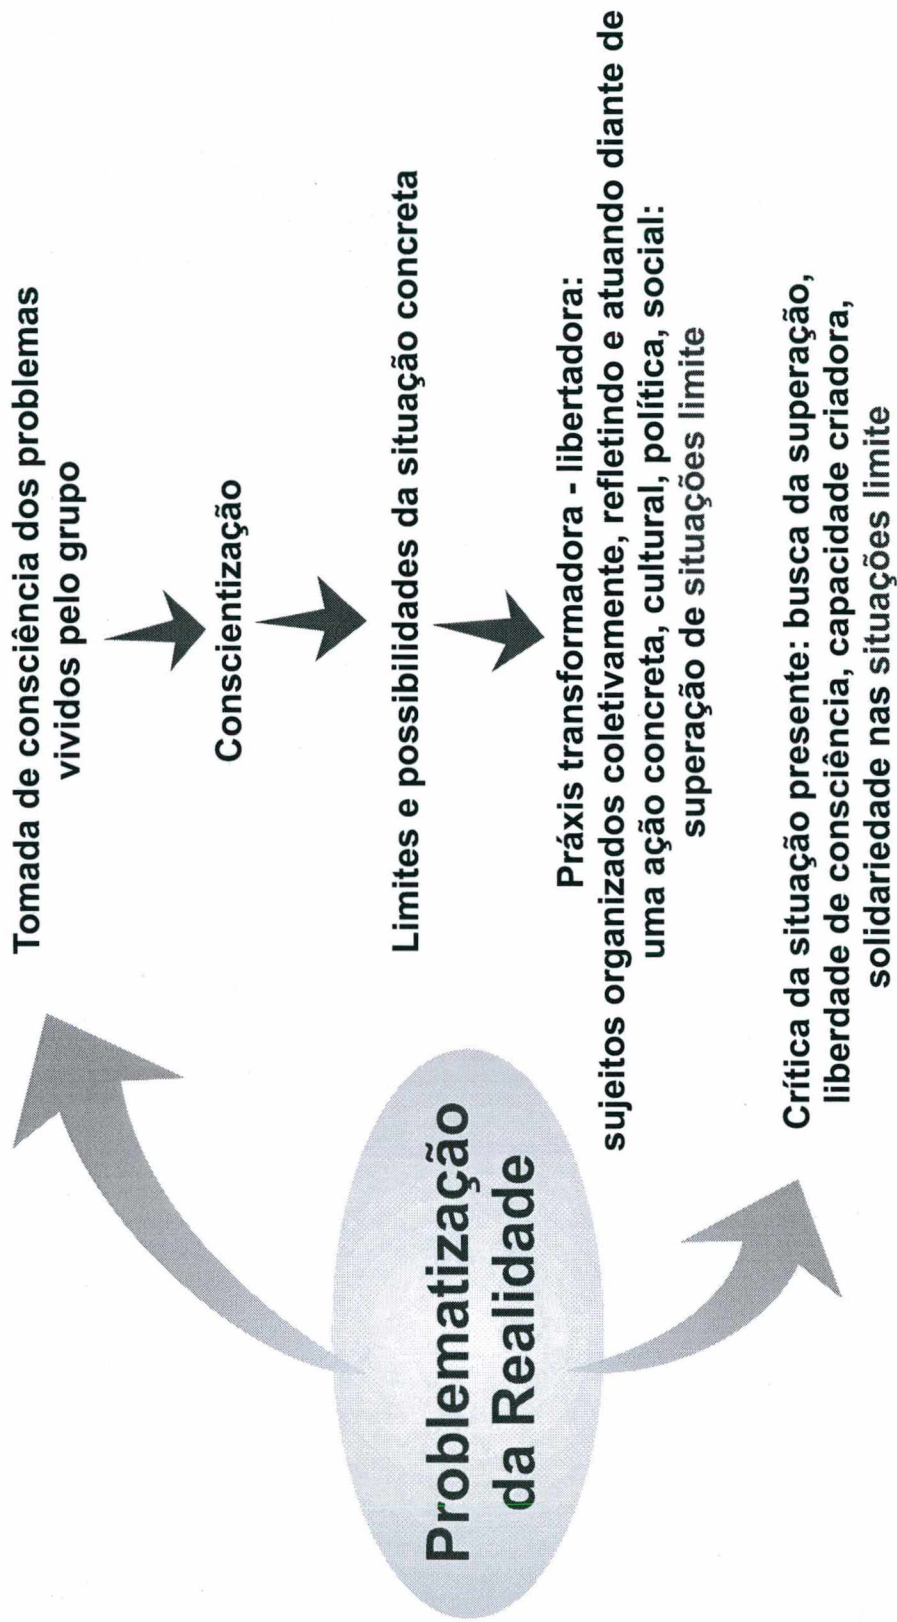 Problematização
da Realidade
Tomada de consciência dos problemas
vividos pelo grupo
Conscientização
Limites e possibilidades da situação concreta
Práxis transformadora - libertadora:
sujeitos organizados coletivamente, refletindo e atuando diante de
uma ação concreta, cultural, política, social:
superação de situações limite
Crítica da situação presente: busca da superação,
liberdade de consciência, capacidade criadora,
solidariedade nas situações limite